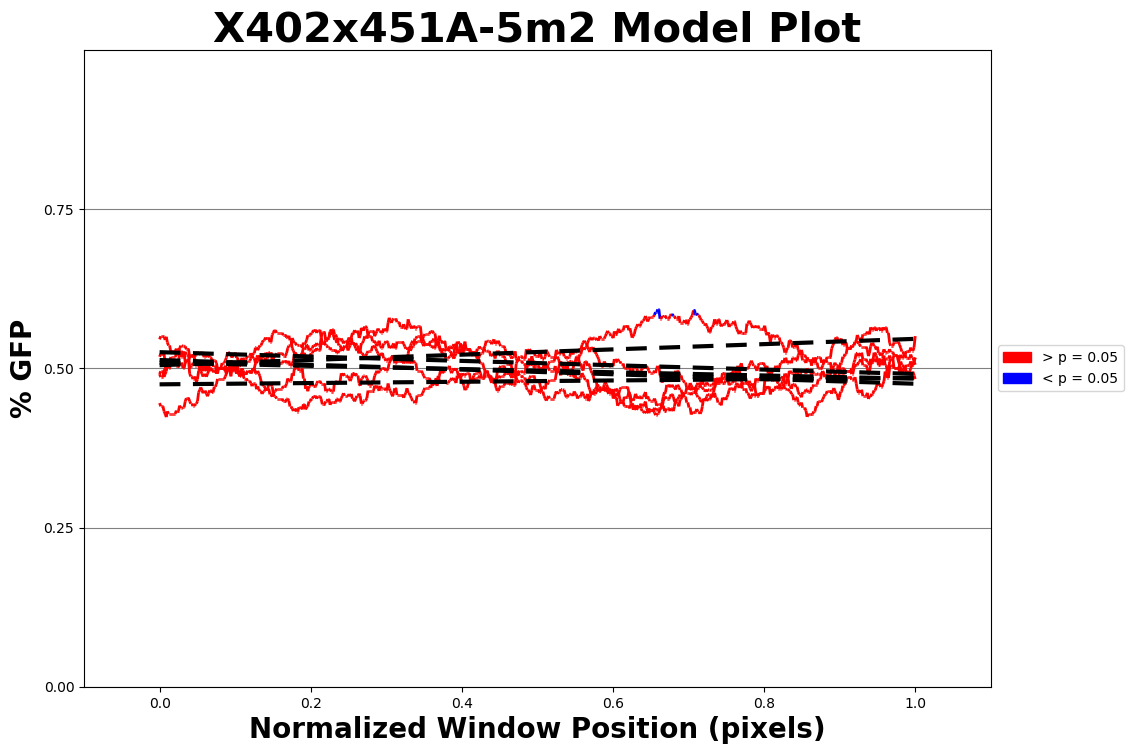 X402x451A-5m2 Model Plot
% GFP
0.75
0.50
0.25
0.00
0.0 0.2 0.4 0.6 0.8 1.0
Normalized Window Position (pixels)
> p = 0.05
< p = 0.05